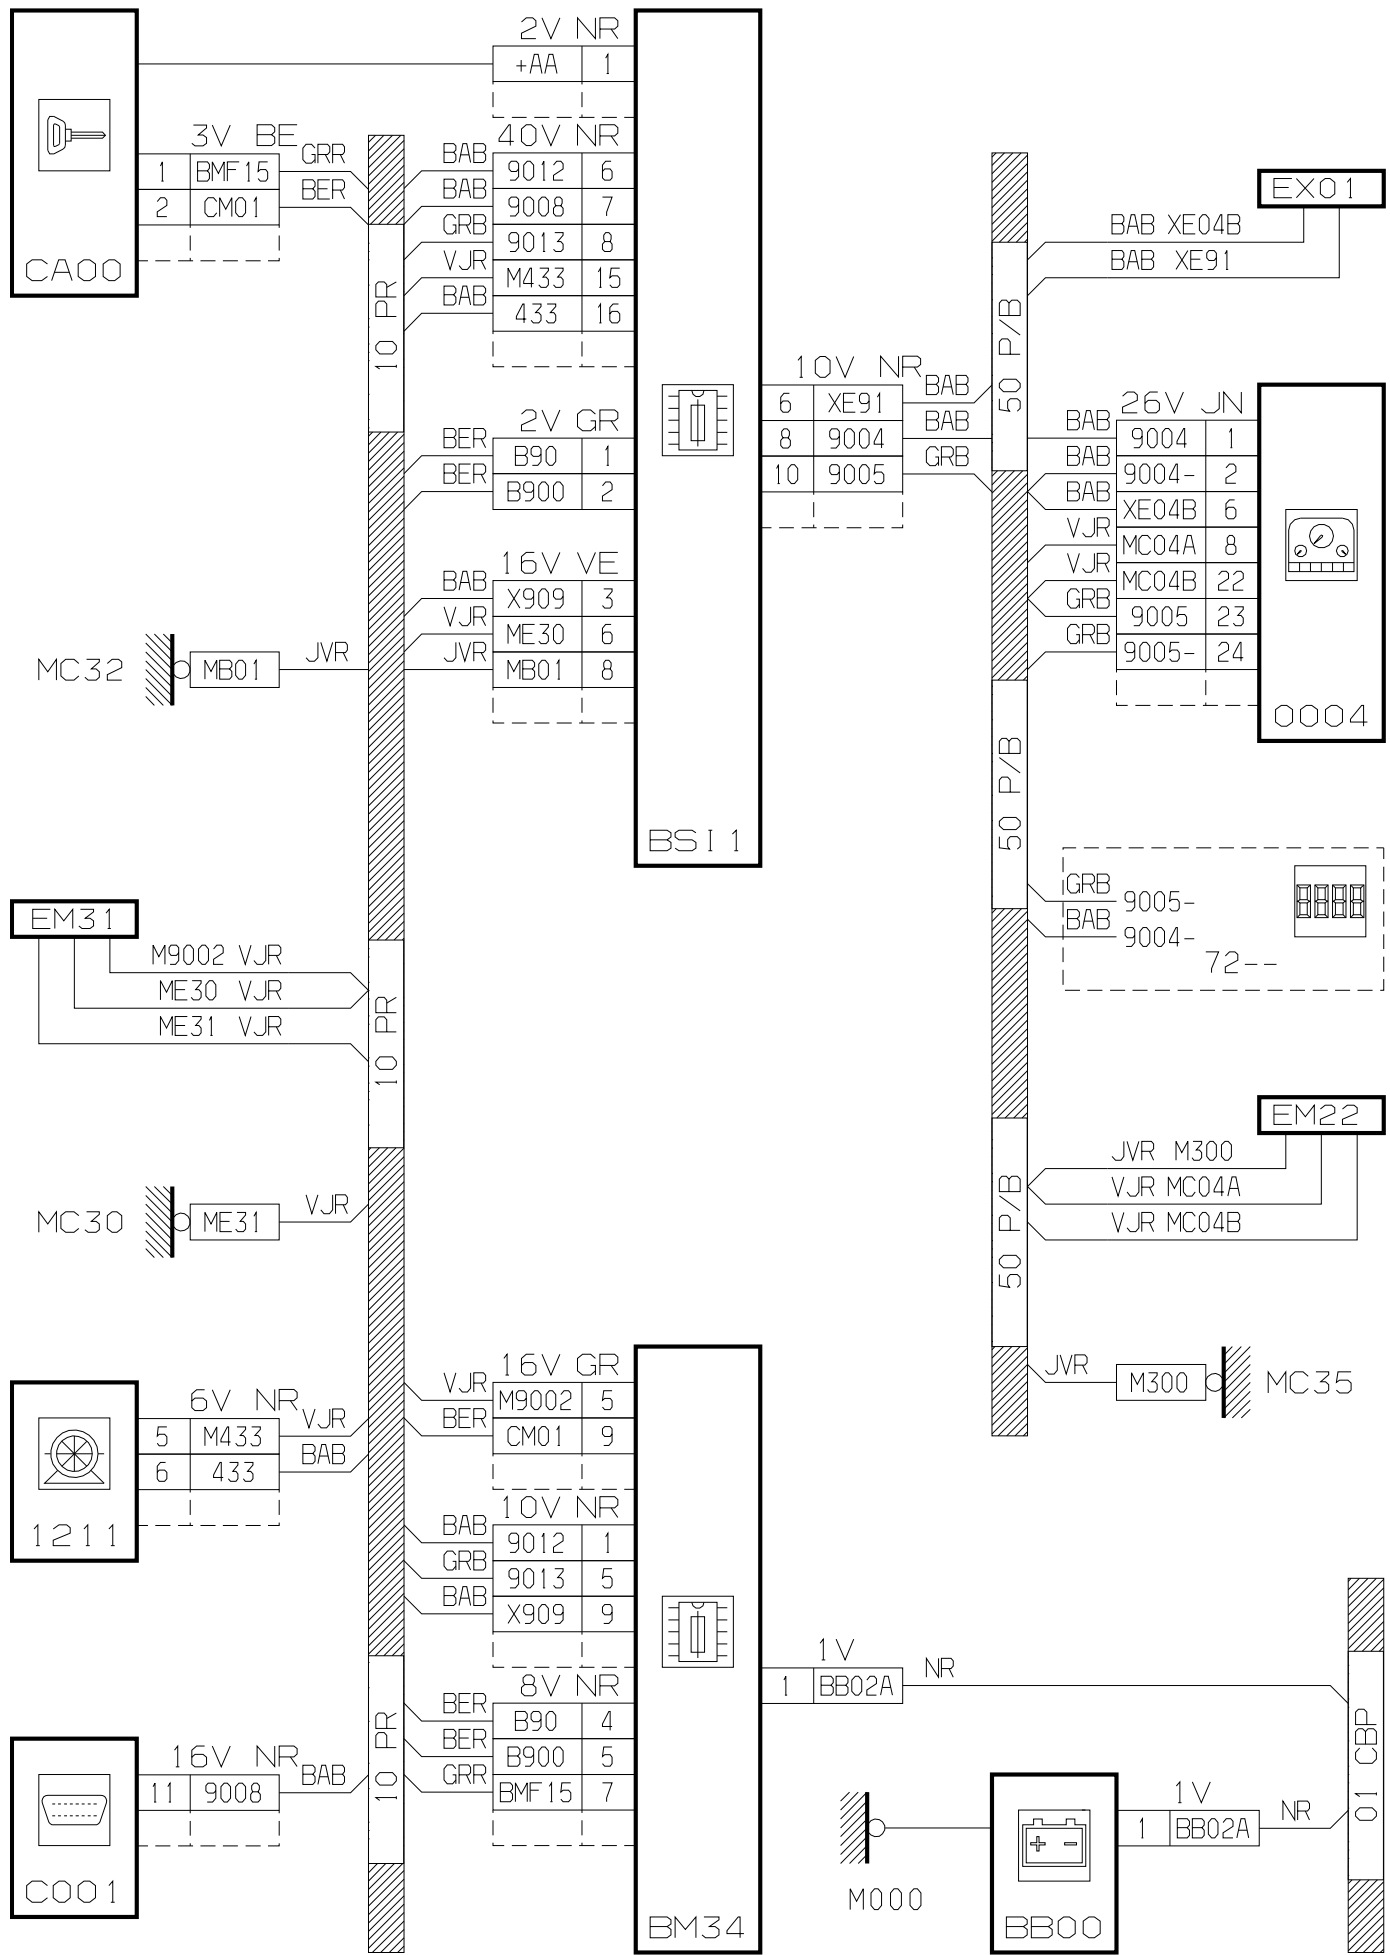 2V NR
+AA 1
CA00
3V BE
1 BMF15 GRR
2 CM01 BER
40V NR
BAB 9012 6
BAB 9008 7
GRB 9013 8
VJR M433 15
BAB 433 16
10 PR
2V GR
BER B90 1
BER B900 2
16V VE
BAB X909 3
VJR ME30 6
JVR MB01 8
MC32 MB01 JVR
BSI1
10V NR
6 XE91 BAB
8 9004 BAB
10 9005 GRB
50 P/B
EX01
BAB XE04B
BAB XE91
26V JN
BAB 9004 1
BAB 9004- 2
BAB XE04B 6
VJR MC04A 8
VJR MC04B 22
GRB 9005 23
GRB 9005- 24
0004
50 P/B
GRB 9005-
BAB 9004-
72--
EM31
M9002 VJR
ME30 VJR
ME31 VJR
10 PR
MC30 ME31 VJR
EM22
JVR M300
VJR MC04A
VJR MC04B
50 P/B
JVR M300 MC35
6V NR
5 M433 VJR
6 433 BAB
1211
16V GR
VJR M9002 5
BER CM01 9
10V NR
BAB 9012 1
GRB 9013 5
BAB X909 9
8V NR
BER B90 4
BER B900 5
GRR BMF15 7
BM34
10 PR
16V NR
11 9008 BAB
C001
1V
1 BB02A NR
01 CBP
1V
1 BB02A NR
M000
BB00